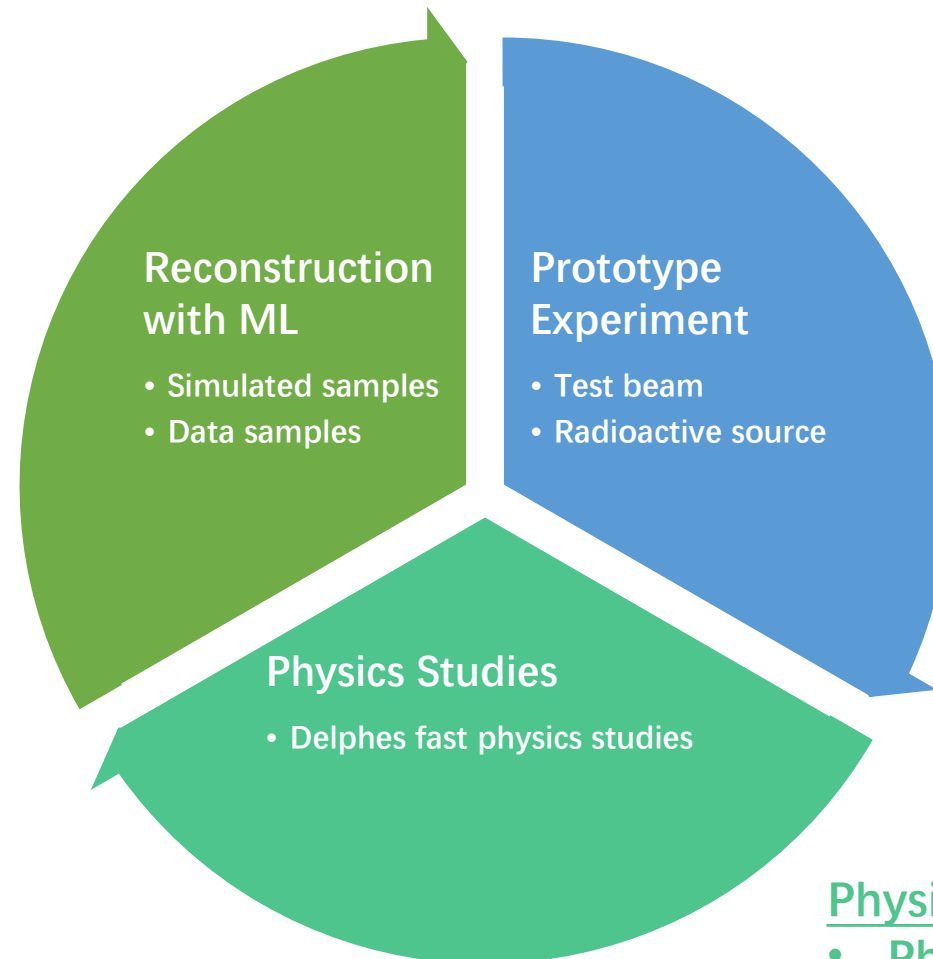 Reconstruction
with ML
• Simulated samples
• Data samples
Prototype
Experiment
• Test beam
• Radioactive source
Physics Studies
• Delphes fast physics studies